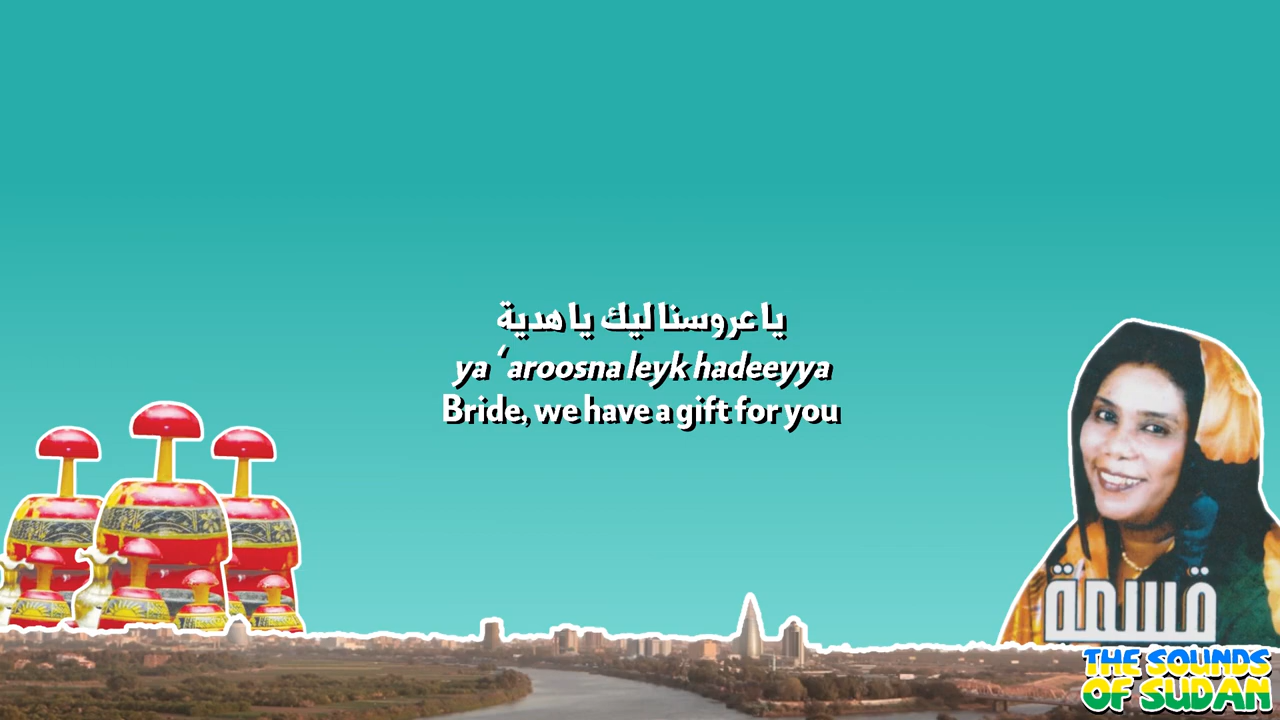 يا عروسنا ليك يا هدية
ya ‘aroosna leyk hadeeyya
Bride, we have a gift for you
قسمة
THE SOUNDS
OF SUDAN